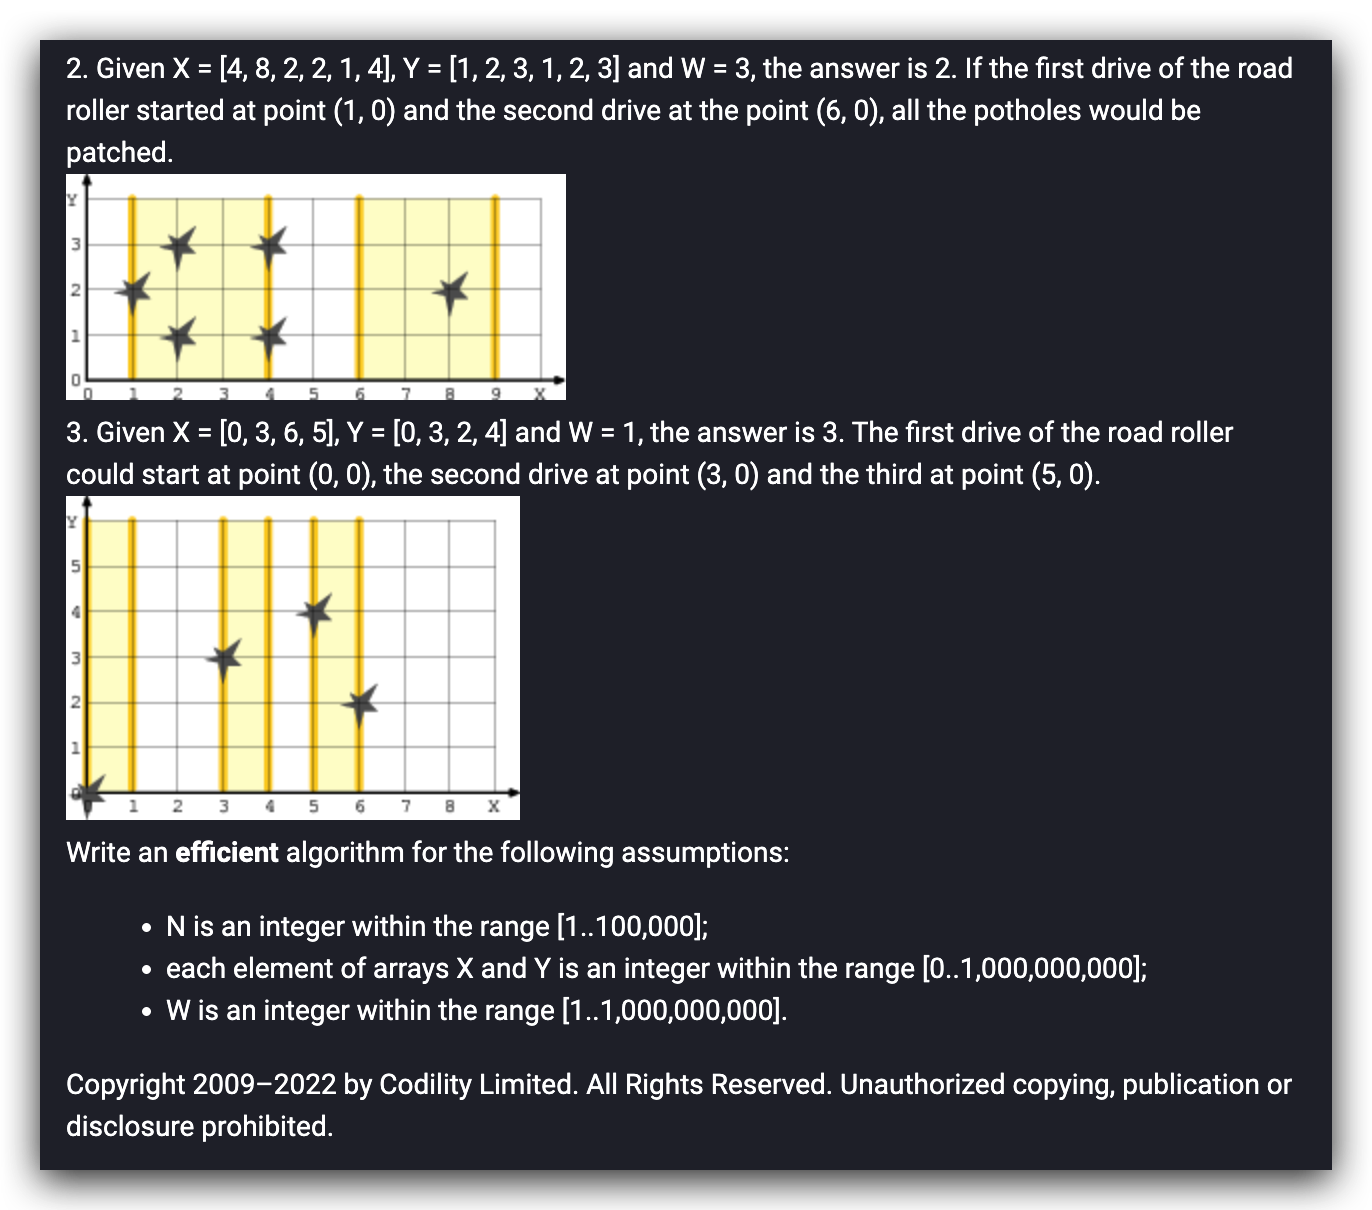 2. Given X = [4, 8, 2, 2, 1, 4], Y = [1, 2, 3, 1, 2, 3] and W = 3, the answer is 2. If the first drive of the road
roller started at point (1, 0) and the second drive at the point (6, 0), all the potholes would be
patched.
Y
3
2
1
0
0 1 2 3 4 5 6 7 8 9 X
3. Given X = [0, 3, 6, 5], Y = [0, 3, 2, 4] and W = 1, the answer is 3. The first drive of the road roller
could start at point (0, 0), the second drive at point (3, 0) and the third at point (5, 0).
Y
5
4
3
2
1
0
0 1 2 3 4 5 6 7 8 X
Write an efficient algorithm for the following assumptions:
• N is an integer within the range [1..100,000];
• each element of arrays X and Y is an integer within the range [0..1,000,000,000];
• W is an integer within the range [1..1,000,000,000].
Copyright 2009–2022 by Codility Limited. All Rights Reserved. Unauthorized copying, publication or
disclosure prohibited.